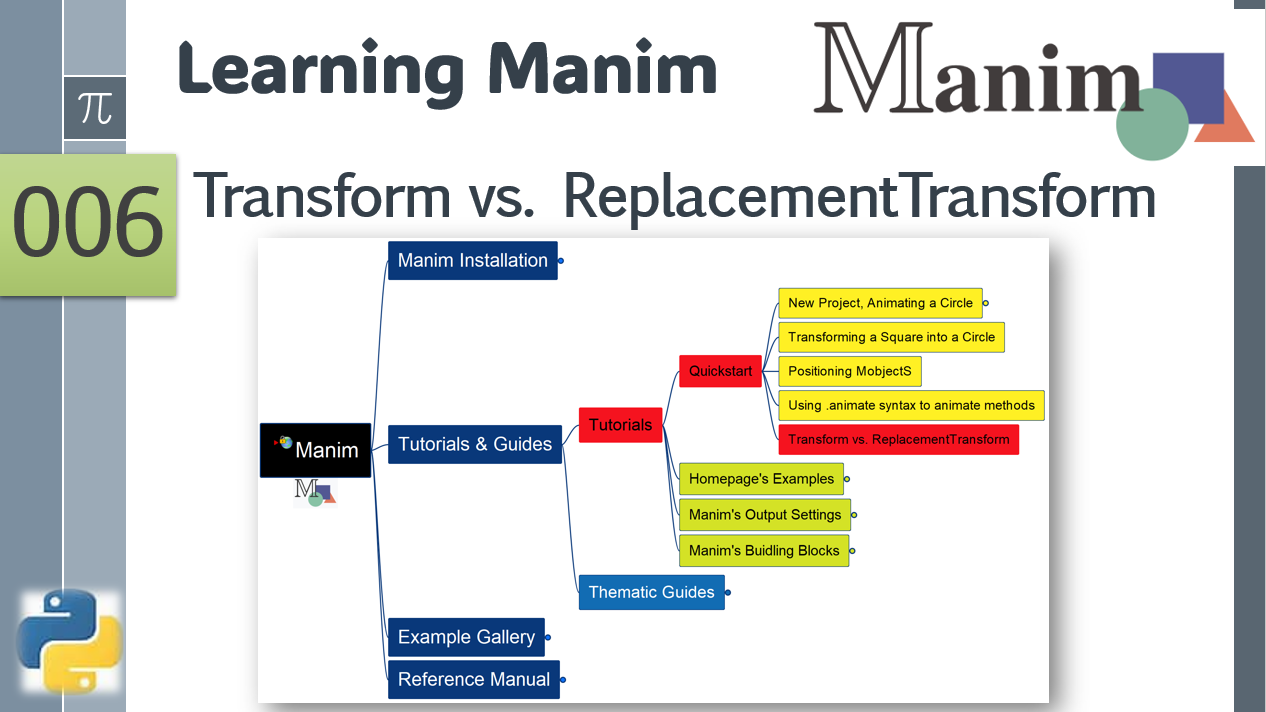 Learning Manim
Manim
π
006
Transform vs. ReplacementTransform
Manim Installation
New Project, Animating a Circle
Transforming a Square into a Circle
Quickstart
Positioning MobjectS
Using .animate syntax to animate methods
Tutorials
Transform vs. ReplacementTransform
Manim
Tutorials & Guides
Homepage's Examples
M
Manim's Output Settings
Manim's Buidling Blocks
Thematic Guides
Example Gallery
Reference Manual